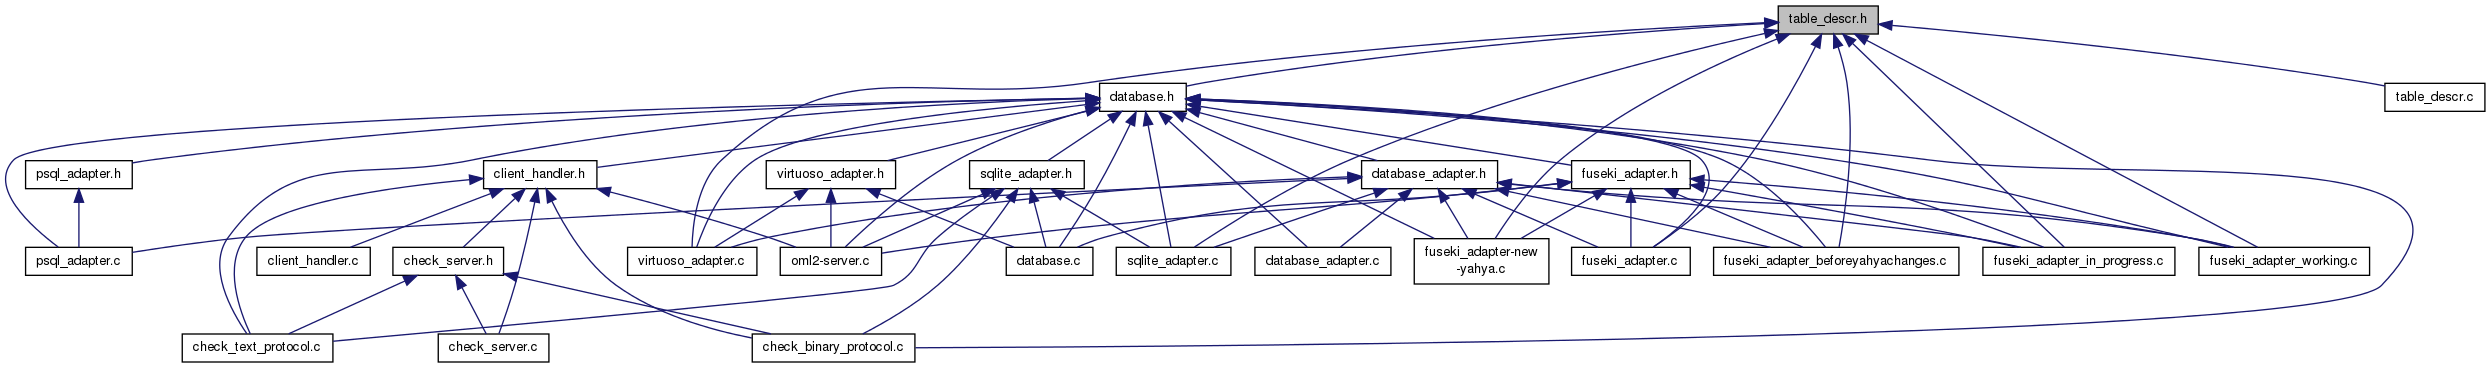 table_descr.h
database.h
table_descr.c
psql_adapter.h
client_handler.h
virtuoso_adapter.h
sqlite_adapter.h
database_adapter.h
fuseki_adapter.h
psql_adapter.c
client_handler.c
check_server.h
virtuoso_adapter.c
oml2-server.c
database.c
sqlite_adapter.c
database_adapter.c
fuseki_adapter-new
-yahya.c
fuseki_adapter.c
fuseki_adapter_beforeyahyachanges.c
fuseki_adapter_in_progress.c
fuseki_adapter_working.c
check_text_protocol.c
check_server.c
check_binary_protocol.c